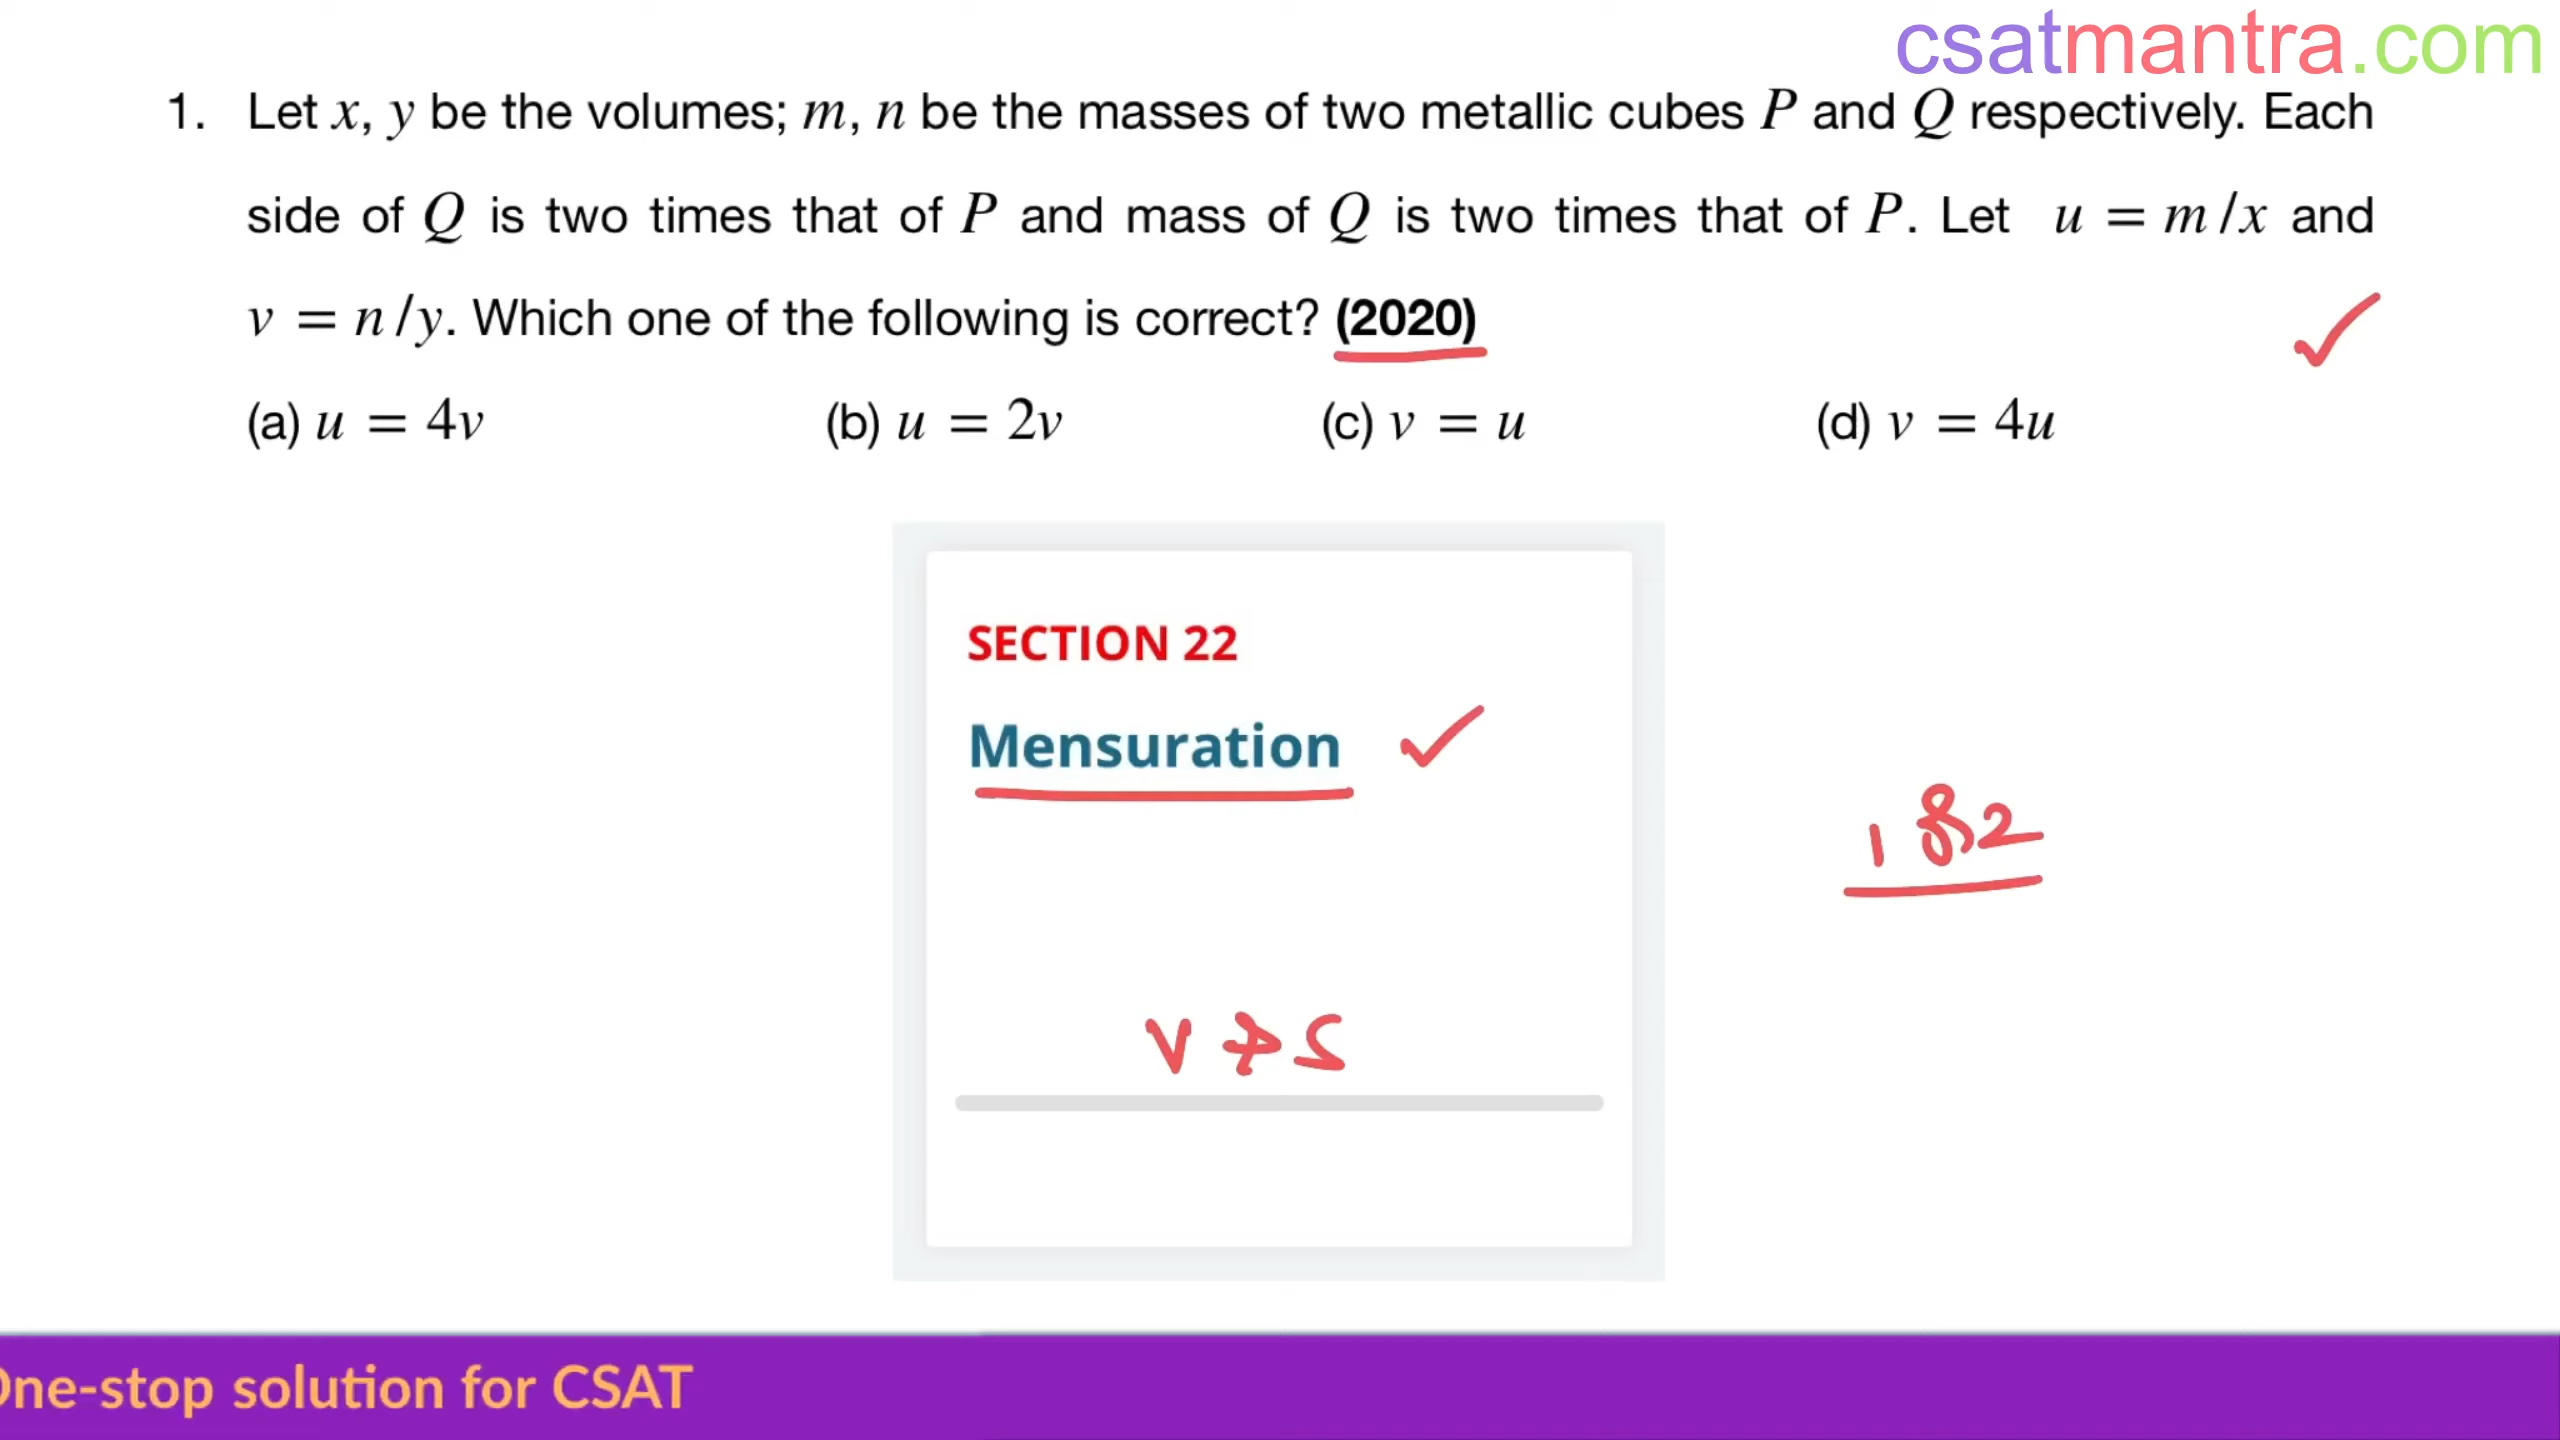 csatmantra.com
1. Let x, y be the volumes; m, n be the masses of two metallic cubes P and Q respectively. Each
side of Q is two times that of P and mass of Q is two times that of P. Let u = m/x and
v = n/y. Which one of the following is correct? (2020)
(a) u = 4v (b) u = 2v (c) v = u (d) v = 4u
SECTION 22
Mensuration
1 & 2
One-stop solution for CSAT